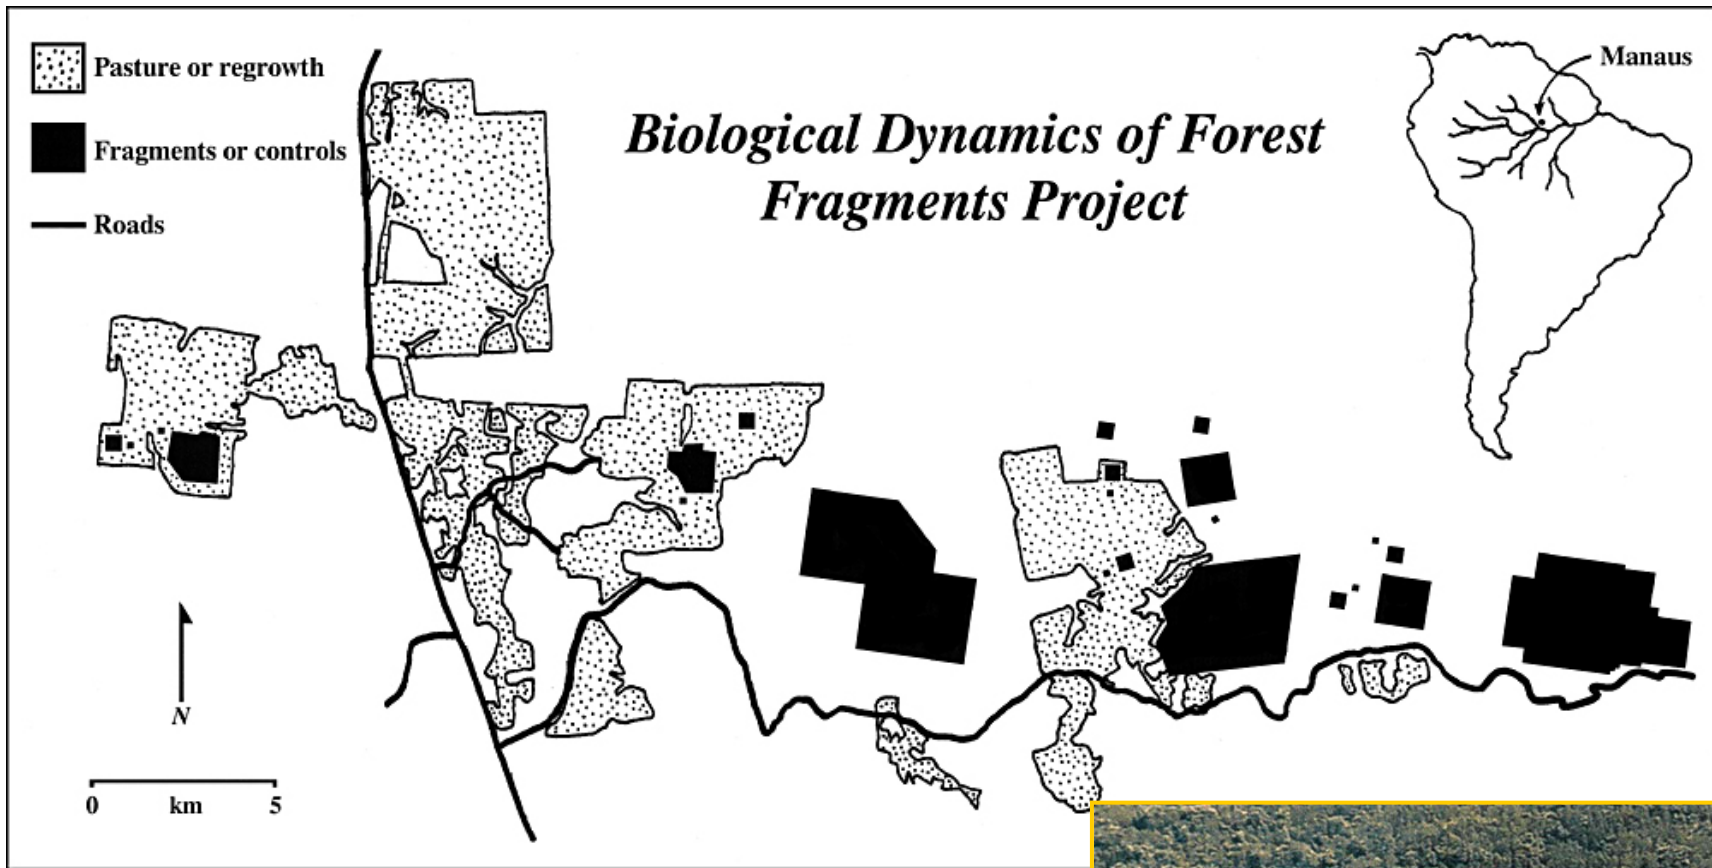 Pasture or regrowth
Fragments or controls
Roads
Biological Dynamics of Forest
Fragments Project
Manaus
N
0 km 5